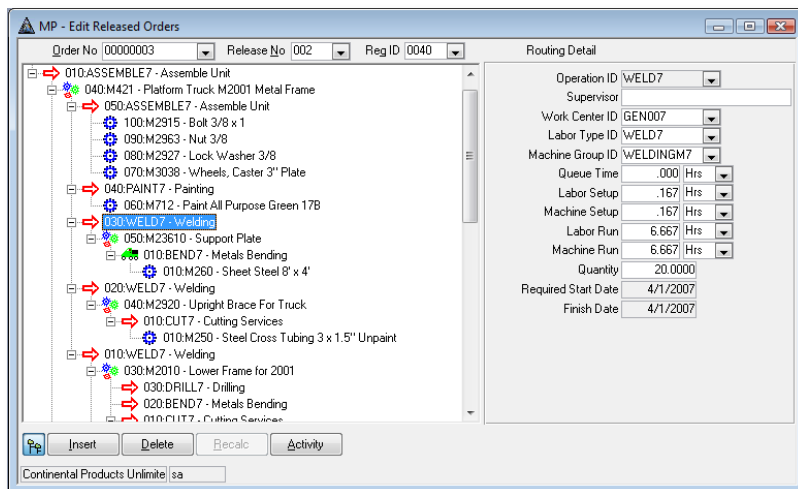 MP - Edit Released Orders
Order No 00000003 Release No 002 Reg ID 0040
010:ASSEMBLE7 - Assemble Unit
040:M421 - Platform Truck M2001 Metal Frame
050:ASSEMBLE7 - Assemble Unit
100:M2915 - Bolt 3/8 x 1
090:M2963 - Nut 3/8
080:M2927 - Lock Washer 3/8
070:M3038 - Wheels, Caster 3" Plate
040:PAINT7 - Painting
060:M712 - Paint All Purpose Green 17B
030:WELD7 - Welding
050:M23610 - Support Plate
010:BEND7 - Metals Bending
010:M260 - Sheet Steel 8' x 4'
020:WELD7 - Welding
040:M2920 - Upright Brace For Truck
010:CUT7 - Cutting Services
010:M250 - Steel Cross Tubing 3 x 1.5" Unpaint
010:WELD7 - Welding
030:M2010 - Lower Frame for 2001
030:DRILL7 - Drilling
020:BEND7 - Metals Bending
010:CUT7 - Cutting Services
Routing Detail
Operation ID WELD7
Supervisor
Work Center ID GEN007
Labor Type ID WELD7
Machine Group ID WELDINGM7
Queue Time .000 Hrs
Labor Setup .167 Hrs
Machine Setup .167 Hrs
Labor Run 6.667 Hrs
Machine Run 6.667 Hrs
Quantity 20.0000
Required Start Date 4/1/2007
Finish Date 4/1/2007
Insert Delete Recalc Activity
Continental Products Unlimite sa